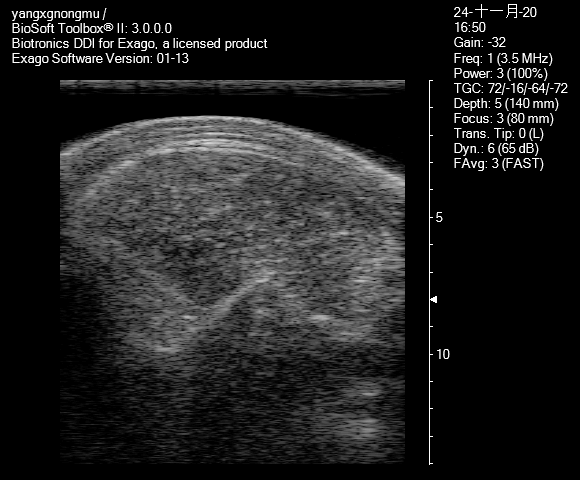 yangxgnongmu /
BioSoft Toolbox® II: 3.0.0.0
Biotronics DDI for Exago, a licensed product
Exago Software Version: 01-13
24-十一月-20
16:50
Gain: -32
Freq: 1 (3.5 MHz)
Power: 3 (100%)
TGC: 72/-16/-64/-72
Depth: 5 (140 mm)
Focus: 3 (80 mm)
Trans. Tip: 0 (L)
Dyn.: 6 (65 dB)
FAvg: 3 (FAST)
5
10